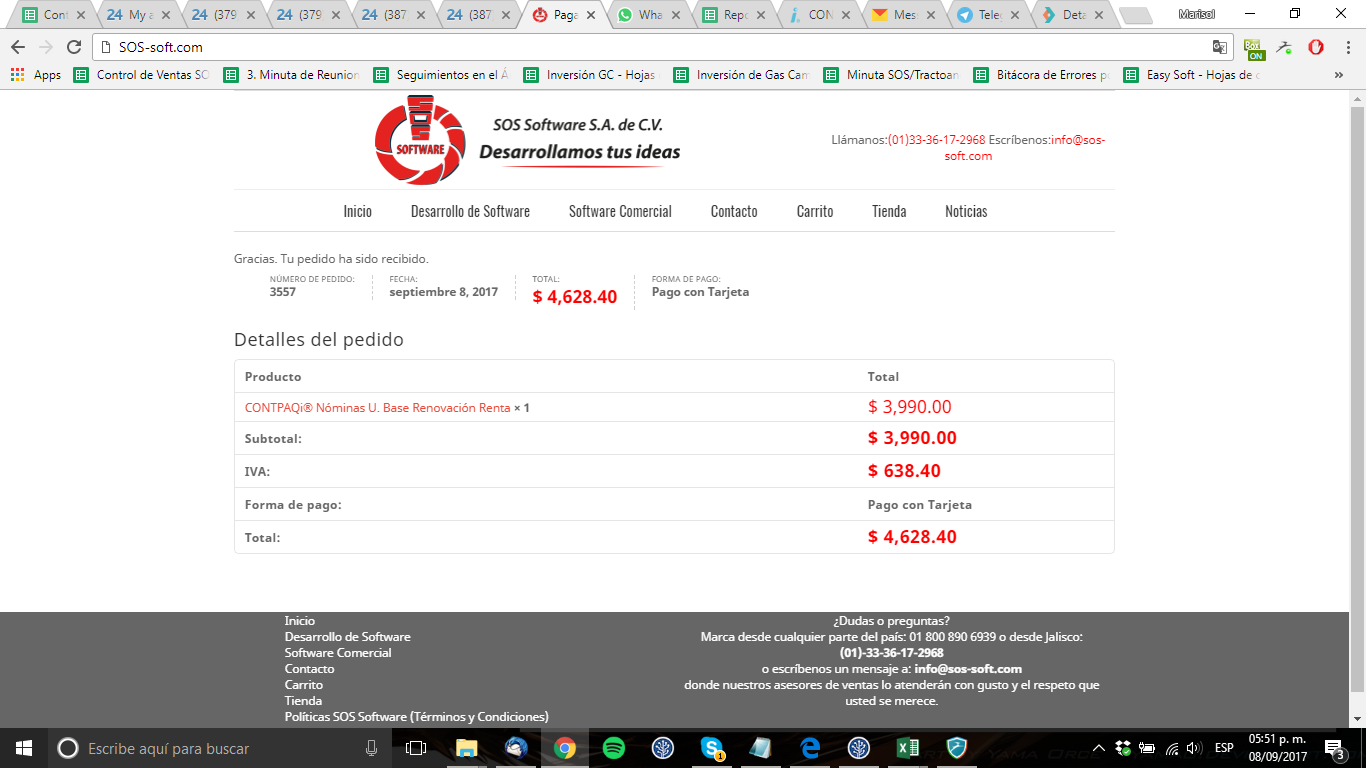 Cont
24 My a
24 (379
24 (379
24 (387
24 (387
Paga
Wha
Repo
CON
Mes
Tele
Deta
Marisol
SOS-soft.com
ON
Apps
Control de Ventas SO
3. Minuta de Reunion
Seguimientos en el Á
Inversión GC - Hojas
Inversión de Gas Cam
Minuta SOS/Tractoar
Bitácora de Errores p
Easy Soft - Hojas de c
»
SOFTWARE
SOS Software S.A. de C.V.
Desarrollamos tus ideas
Llámanos:(01)33-36-17-2968 Escríbenos:info@sos-
soft.com
Inicio Desarrollo de Software Software Comercial Contacto Carrito Tienda Noticias
Gracias. Tu pedido ha sido recibido.
NÚMERO DE PEDIDO:
3557
FECHA:
septiembre 8, 2017
TOTAL:
$ 4,628.40
FORMA DE PAGO:
Pago con Tarjeta
Detalles del pedido
Producto Total
CONTPAQi® Nóminas U. Base Renovación Renta × 1 $ 3,990.00
Subtotal: $ 3,990.00
IVA: $ 638.40
Forma de pago: Pago con Tarjeta
Total: $ 4,628.40
Inicio
Desarrollo de Software
Software Comercial
Contacto
Carrito
Tienda
Políticas SOS Software (Términos y Condiciones)
¿Dudas o preguntas?
Marca desde cualquier parte del país: 01 800 890 6939 o desde Jalisco:
(01)-33-36-17-2968
o escríbenos un mensaje a: info@sos-soft.com
donde nuestros asesores de ventas lo atenderán con gusto y el respeto que
usted se merece.
Escribe aquí para buscar
1
ESP
05:51 p. m.
08/09/2017
3